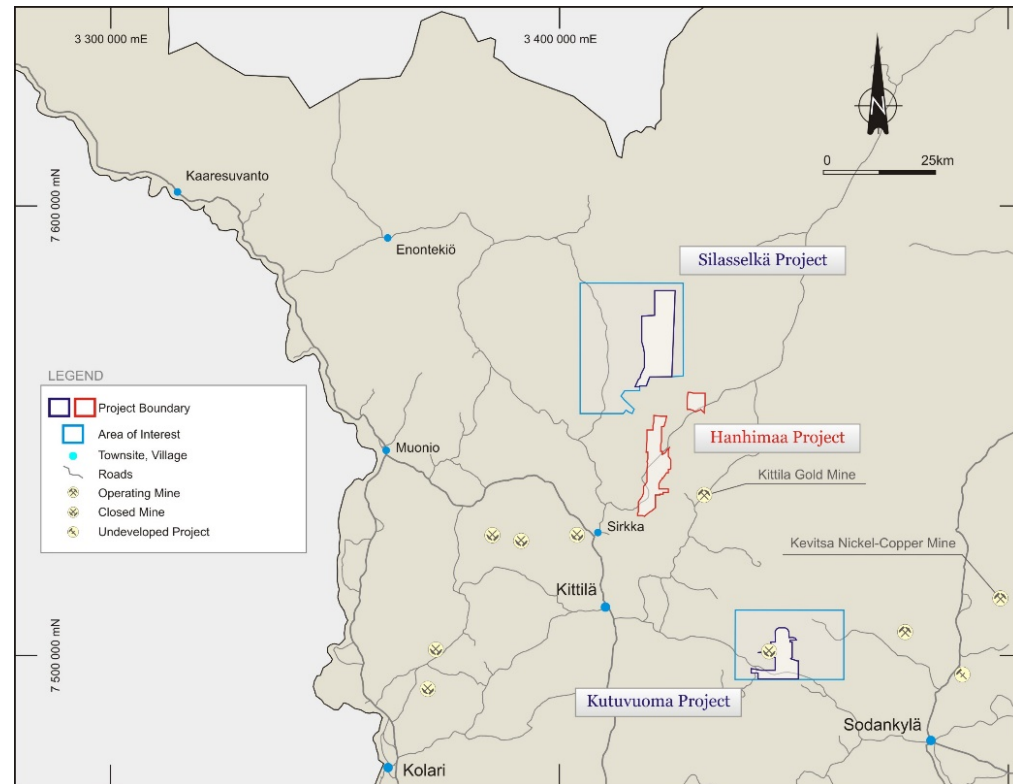 3 300 000 mE
3 400 000 mE
N
0 25km
Kaaresuvanto
7 600 000 mN
Enontekiö
Silasselkä Project
LEGEND
Project Boundary
Area of Interest
Townsite, Village
Roads
Operating Mine
Closed Mine
Undeveloped Project
Muonio
Hanhimaa Project
Kittila Gold Mine
Sirkka
Kevitsa Nickel-Copper Mine
Kittilä
7 500 000 mN
Kutuvuoma Project
Sodankylä
Kolari